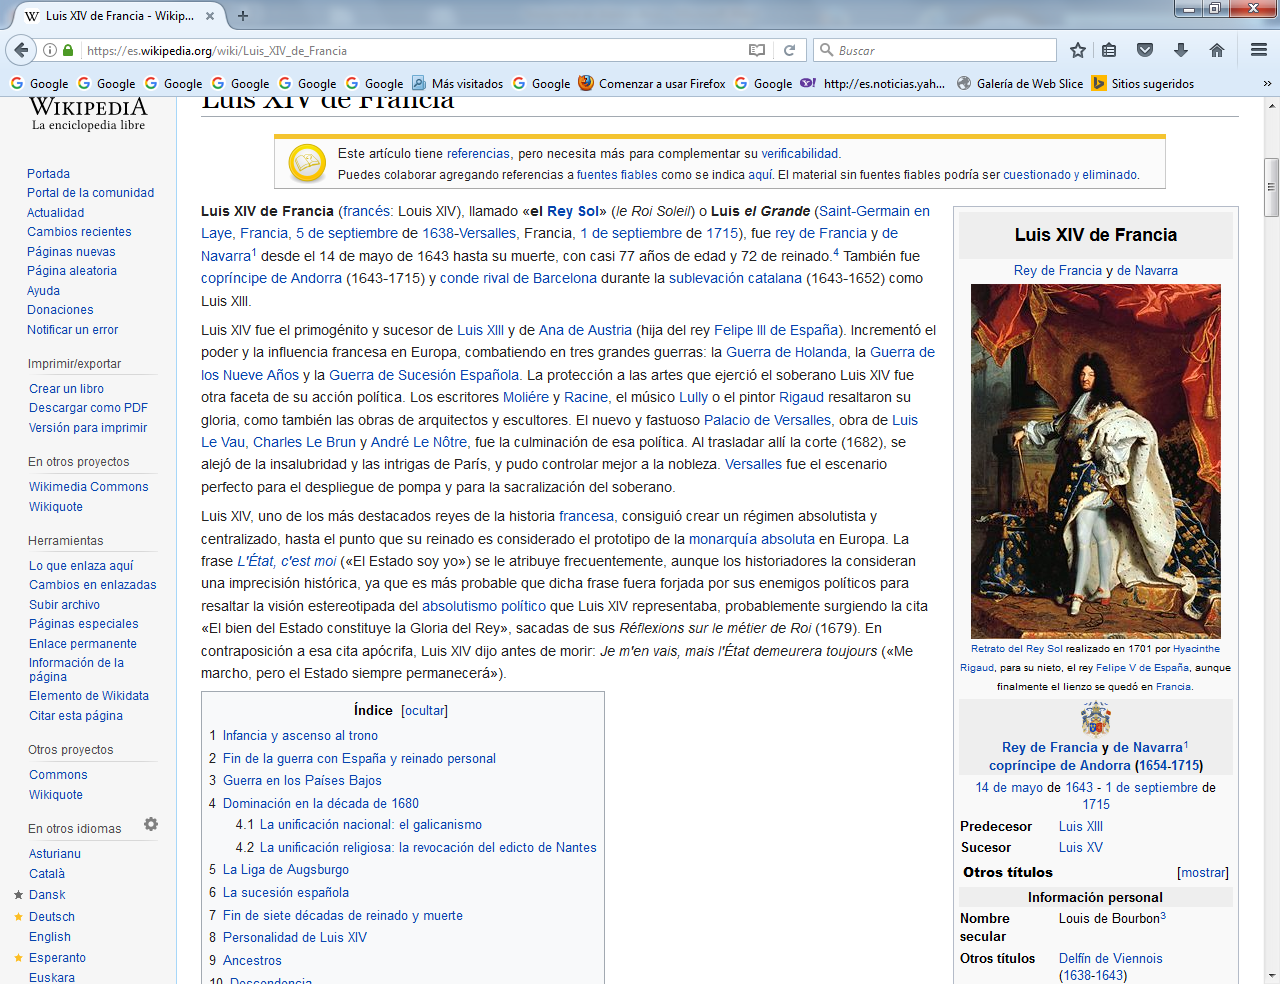 Luis XIV de Francia - Wikip...
https://es.wikipedia.org/wiki/Luis_XIV_de_Francia
Buscar
Google
Google
Google
Google
Google
Google
Más visitados
Google
Comenzar a usar Firefox
Google
http://es.noticias.yah...
Galería de Web Slice
Sitios sugeridos
»
WIKIPEDIA
La enciclopedia libre
Portada
Portal de la comunidad
Actualidad
Cambios recientes
Páginas nuevas
Página aleatoria
Ayuda
Donaciones
Notificar un error
Imprimir/exportar
Crear un libro
Descargar como PDF
Versión para imprimir
En otros proyectos
Wikimedia Commons
Wikiquote
Herramientas
Lo que enlaza aquí
Cambios en enlazadas
Subir archivo
Páginas especiales
Enlace permanente
Información de la
página
Elemento de Wikidata
Citar esta página
Otros proyectos
Commons
Wikiquote
En otros idiomas
Asturianu
Català
Dansk
Deutsch
English
Esperanto
Euskara
Luis XIV de Francia
Este artículo tiene referencias, pero necesita más para complementar su verificabilidad.
Puedes colaborar agregando referencias a fuentes fiables como se indica aquí. El material sin fuentes fiables podría ser cuestionado y eliminado.
Luis XIV de Francia (francés: Louis XIV), llamado «el Rey Sol» (le Roi Soleil) o Luis el Grande (Saint-Germain en
Laye, Francia, 5 de septiembre de 1638-Versalles, Francia, 1 de septiembre de 1715), fue rey de Francia y de
Navarra1 desde el 14 de mayo de 1643 hasta su muerte, con casi 77 años de edad y 72 de reinado.4 También fue
copríncipe de Andorra (1643-1715) y conde rival de Barcelona durante la sublevación catalana (1643-1652) como
Luis XIII.
Luis XIV fue el primogénito y sucesor de Luis XIII y de Ana de Austria (hija del rey Felipe III de España). Incrementó el
poder y la influencia francesa en Europa, combatiendo en tres grandes guerras: la Guerra de Holanda, la Guerra de
los Nueve Años y la Guerra de Sucesión Española. La protección a las artes que ejerció el soberano Luis XIV fue
otra faceta de su acción política. Los escritores Moliére y Racine, el músico Lully o el pintor Rigaud resaltaron su
gloria, como también las obras de arquitectos y escultores. El nuevo y fastuoso Palacio de Versalles, obra de Luis
Le Vau, Charles Le Brun y André Le Nôtre, fue la culminación de esa política. Al trasladar allí la corte (1682), se
alejó de la insalubridad y las intrigas de París, y pudo controlar mejor a la nobleza. Versalles fue el escenario
perfecto para el despliegue de pompa y para la sacralización del soberano.
Luis XIV, uno de los más destacados reyes de la historia francesa, consiguió crear un régimen absolutista y
centralizado, hasta el punto que su reinado es considerado el prototipo de la monarquía absoluta en Europa. La
frase L'État, c'est moi («El Estado soy yo») se le atribuye frecuentemente, aunque los historiadores la consideran
una imprecisión histórica, ya que es más probable que dicha frase fuera forjada por sus enemigos políticos para
resaltar la visión estereotipada del absolutismo político que Luis XIV representaba, probablemente surgiendo la cita
«El bien del Estado constituye la Gloria del Rey», sacadas de sus Réflexions sur le métier de Roi (1679). En
contraposición a esa cita apócrifa, Luis XIV dijo antes de morir: Je m'en vais, mais l'État demeurera toujours («Me
marcho, pero el Estado siempre permanecerá»).
Índice [ocultar]
1 Infancia y ascenso al trono
2 Fin de la guerra con España y reinado personal
3 Guerra en los Países Bajos
4 Dominación en la década de 1680
4.1 La unificación nacional: el galicanismo
4.2 La unificación religiosa: la revocación del edicto de Nantes
5 La Liga de Augsburgo
6 La sucesión española
7 Fin de siete décadas de reinado y muerte
8 Personalidad de Luis XIV
9 Ancestros
10 Descendencia
Luis XIV de Francia
Rey de Francia y de Navarra
Retrato del Rey Sol realizado en 1701 por Hyacinthe
Rigaud, para su nieto, el rey Felipe V de España, aunque
finalmente el lienzo se quedó en Francia.
Rey de Francia y de Navarra1
copríncipe de Andorra (1654-1715)
14 de mayo de 1643 - 1 de septiembre de
1715
Predecesor Luis XIII
Sucesor Luis XV
Otros títulos [mostrar]
Información personal
Nombre secular Louis de Bourbon3
Otros títulos Delfín de Viennois
(1638-1643)